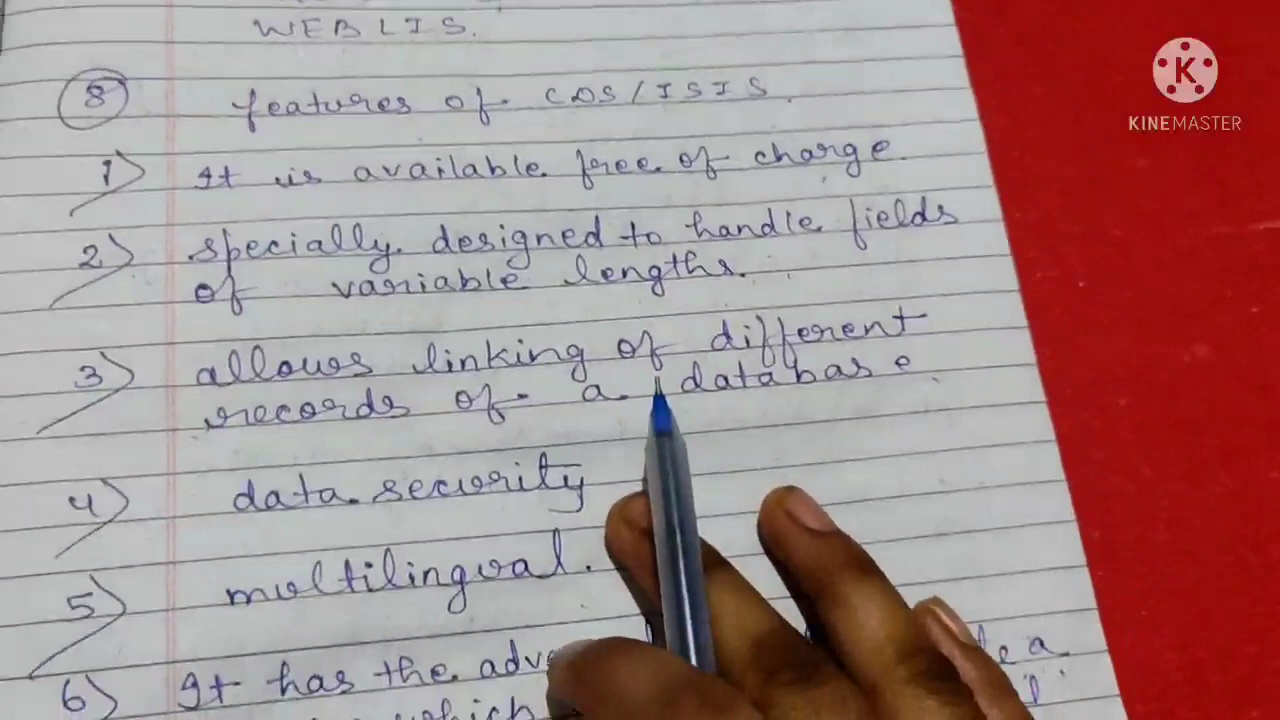 WEBLIS.
8 features of CDS/ISIS.
1) It is available free of charge.
2) specially designed to handle fields
of variable lengths.
3) allows linking of different
records of a database.
4) data security
5) multilingual.
6) It has the a
which
K
KINEMASTER